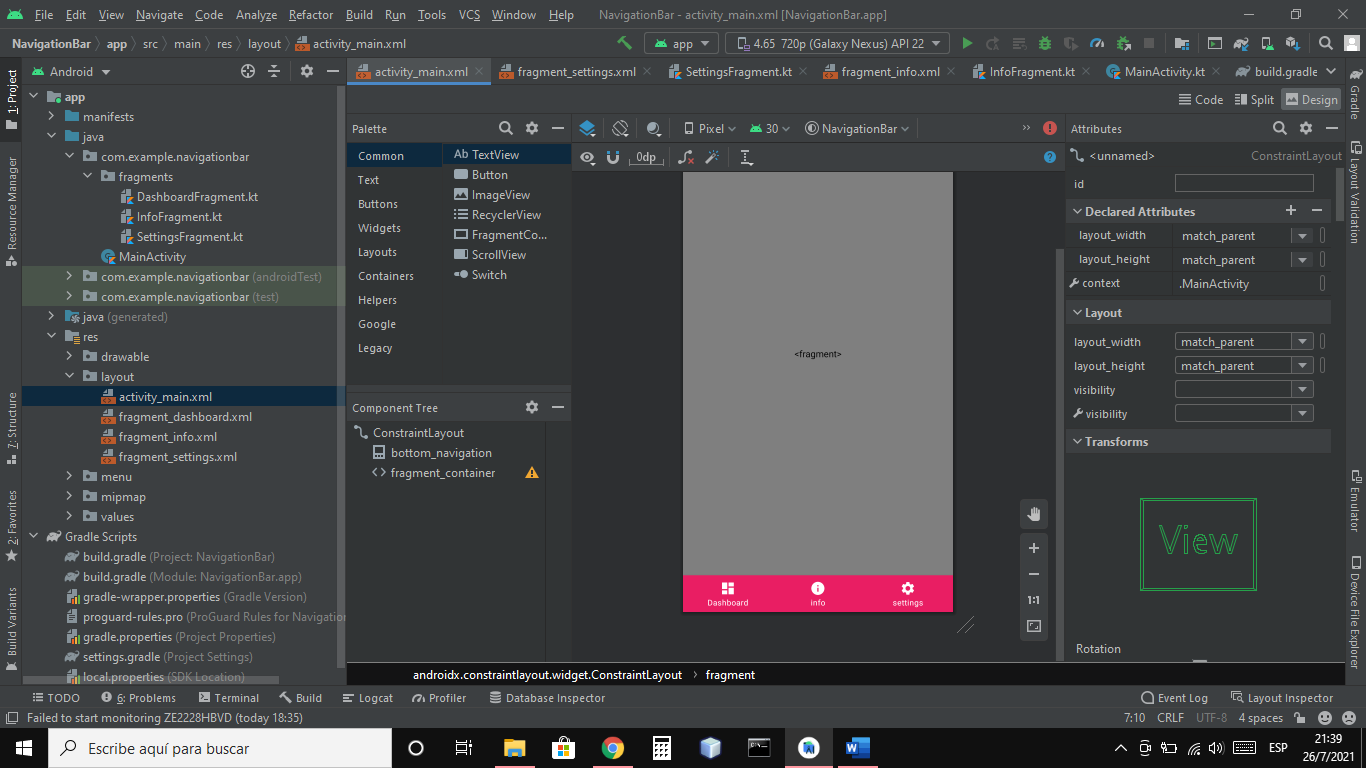 File Edit View Navigate Code Analyze Refactor Build Run Tools VCS Window Help NavigationBar - activity_main.xml [NavigationBar.app]
NavigationBar app src main res layout activity_main.xml app 4.65 720p (Galaxy Nexus) API 22
Android activity_main.xml fragment_settings.xml SettingsFragment.kt fragment_info.xml InfoFragment.kt MainActivity.kt build.gradle
Code Split Design
1: Project
Resource Manager
7: Structure
2: Favorites
Build Variants
app
manifests
java
com.example.navigationbar
fragments
DashboardFragment.kt
InfoFragment.kt
SettingsFragment.kt
MainActivity
com.example.navigationbar (androidTest)
com.example.navigationbar (test)
java (generated)
res
drawable
layout
activity_main.xml
fragment_dashboard.xml
fragment_info.xml
fragment_settings.xml
menu
mipmap
values
Gradle Scripts
build.gradle (Project: NavigationBar)
build.gradle (Module: NavigationBar.app)
gradle-wrapper.properties (Gradle Version)
proguard-rules.pro (ProGuard Rules for Navigation
gradle.properties (Project Properties)
settings.gradle (Project Settings)
local.properties (SDK Location)
Palette
Common
Text
Buttons
Widgets
Layouts
Containers
Helpers
Google
Legacy
Ab TextView
Button
ImageView
RecyclerView
FragmentCo...
ScrollView
Switch
Component Tree
ConstraintLayout
bottom_navigation
fragment_container
Pixel 30 NavigationBar
0dp
<fragment>
Dashboard info settings
1:1
androidx.constraintlayout.widget.ConstraintLayout fragment
Attributes
<unnamed> ConstraintLayout
id
Declared Attributes
layout_width match_parent
layout_height match_parent
context .MainActivity
Layout
layout_width match_parent
layout_height match_parent
visibility
visibility
Transforms
View
Rotation
Gradle
Layout Validation
Emulator
Device File Explorer
TODO 6: Problems Terminal Build Logcat Profiler Database Inspector Event Log Layout Inspector
Failed to start monitoring ZE2228HBVD (today 18:35) 7:10 CRLF UTF-8 4 spaces
Escribe aquí para buscar ESP 21:39
26/7/2021